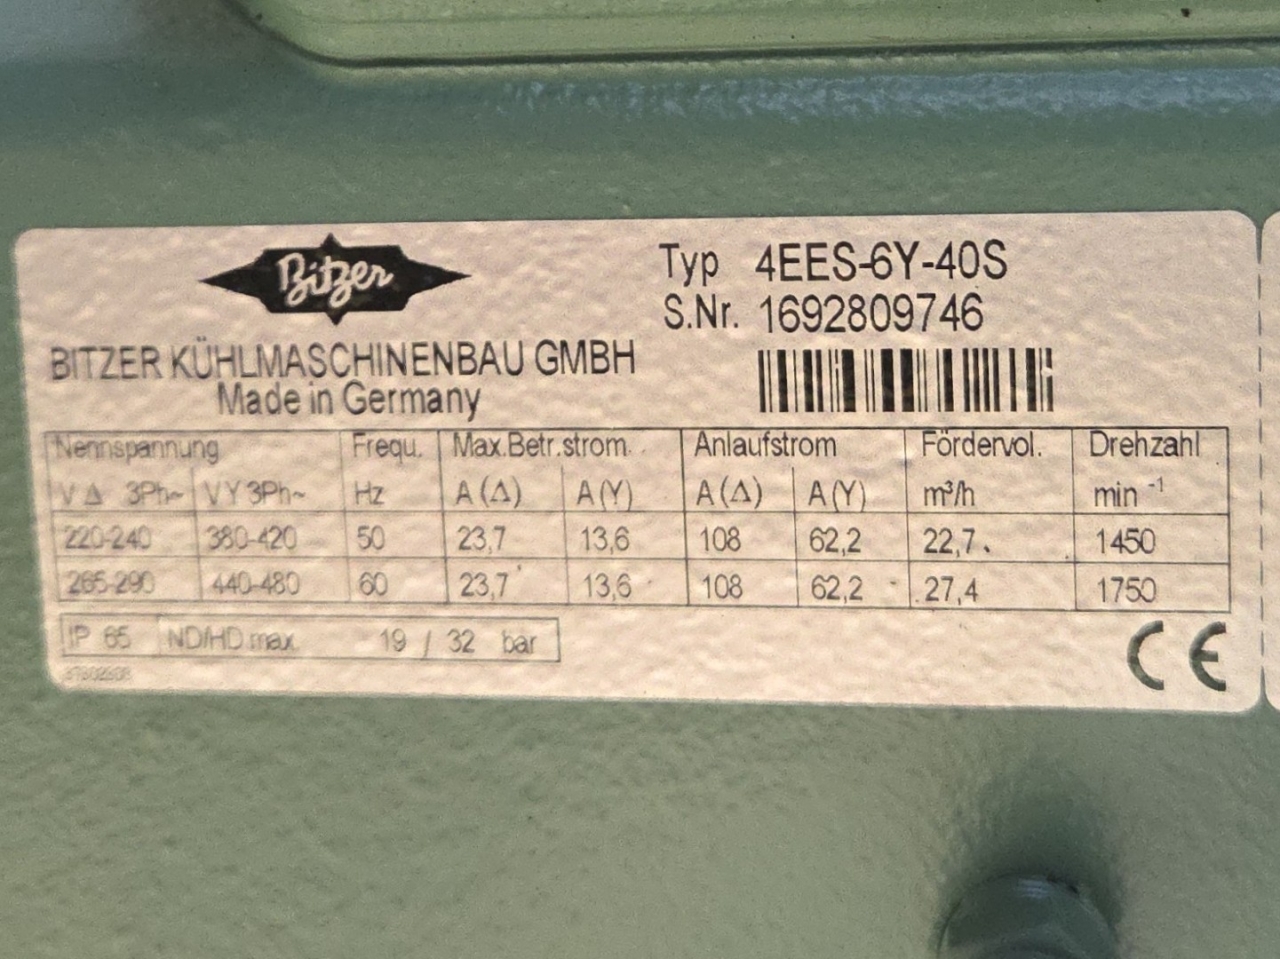 Bitzer
BITZER KÜHLMASCHINENBAU GMBH
Made in Germany
Typ 4EES-6Y-40S
S.Nr. 1692809746
Nennspannung Frequ. Max.Betr.strom. Anlaufstrom Fördervol. Drehzahl
V Δ 3Ph~ V Y 3Ph~ Hz A (Δ) A (Y) A (Δ) A (Y) m³/h min⁻¹
220-240 380-420 50 23,7 13,6 108 62,2 22,7 1450
265-290 440-480 60 23,7 13,6 108 62,2 27,4 1750
IP 65 ND/HD max. 19 / 32 bar
CE